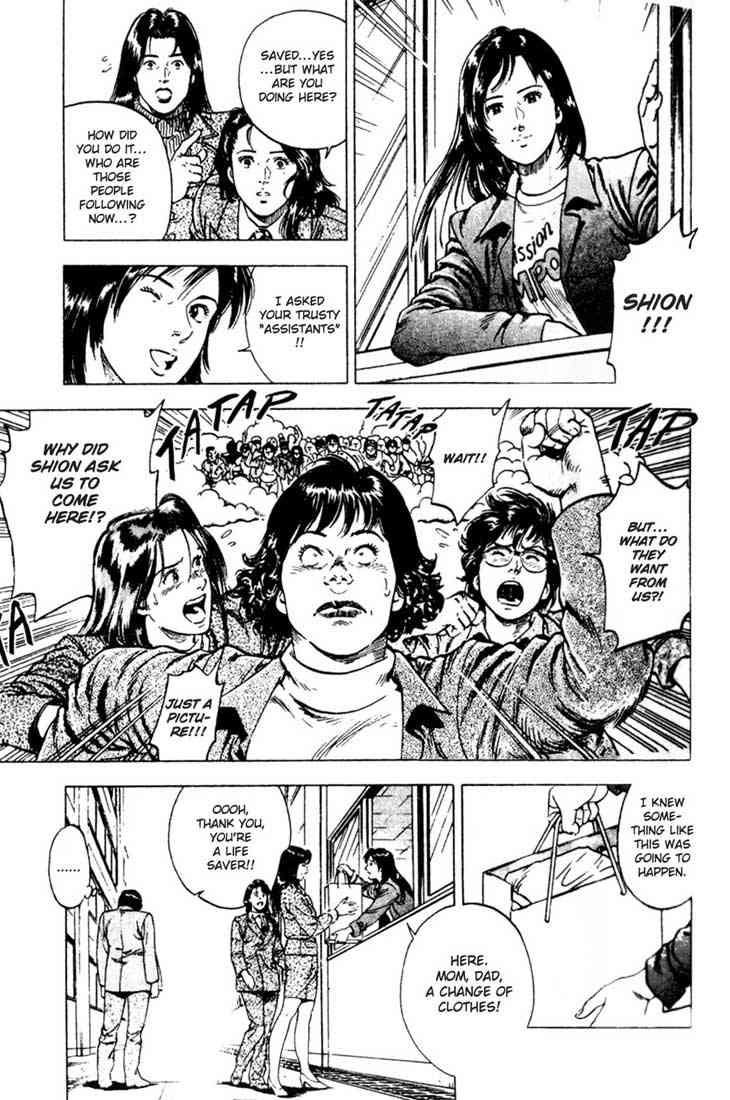 ission
MPO
SHION
!!!
SAVED...YES
...BUT WHAT
ARE YOU
DOING HERE?
HOW DID
YOU DO IT...
WHO ARE
THOSE
PEOPLE
FOLLOWING
NOW...?
I ASKED
YOUR TRUSTY
"ASSISTANTS"
!!
TAP
BUT...
WHAT DO
THEY
WANT
FROM
US?!
TATAP
WAIT!!
TATAP
WHY DID
SHION ASK
US TO
COME
HERE!?
JUST A
PICTU-
RE!!!
TA
I KNEW
SOME-
THING LIKE
THIS WAS
GOING TO
HAPPEN.
HERE.
MOM, DAD,
A CHANGE OF
CLOTHES!
OOOH,
THANK YOU,
YOU'RE
A LIFE
SAVER!!
......